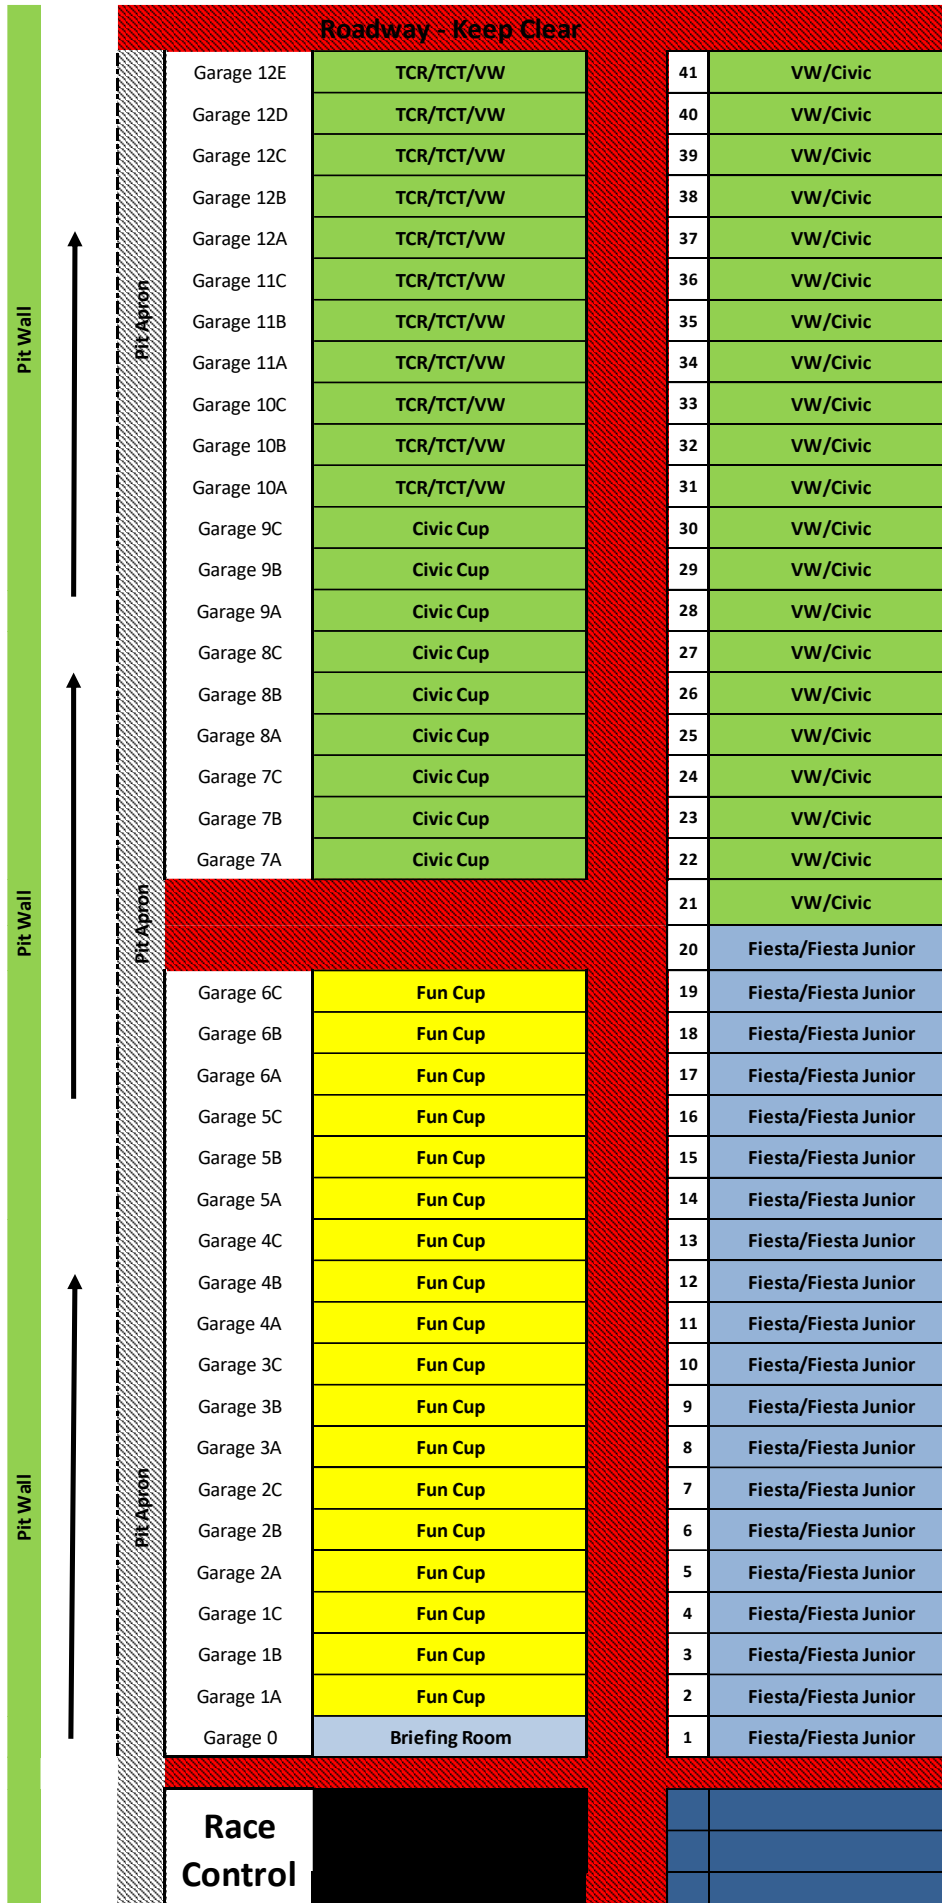 Roadway - Keep Clear
Garage 12E TCR/TCT/VW 41 VW/Civic
Garage 12D TCR/TCT/VW 40 VW/Civic
Garage 12C TCR/TCT/VW 39 VW/Civic
Garage 12B TCR/TCT/VW 38 VW/Civic
Garage 12A TCR/TCT/VW 37 VW/Civic
Garage 11C TCR/TCT/VW 36 VW/Civic
Garage 11B TCR/TCT/VW 35 VW/Civic
Pit Wall
Pit Apron
Garage 11A TCR/TCT/VW 34 VW/Civic
Garage 10C TCR/TCT/VW 33 VW/Civic
Garage 10B TCR/TCT/VW 32 VW/Civic
Garage 10A TCR/TCT/VW 31 VW/Civic
Garage 9C Civic Cup 30 VW/Civic
Garage 9B Civic Cup 29 VW/Civic
Garage 9A Civic Cup 28 VW/Civic
Garage 8C Civic Cup 27 VW/Civic
Garage 8B Civic Cup 26 VW/Civic
Garage 8A Civic Cup 25 VW/Civic
Garage 7C Civic Cup 24 VW/Civic
Garage 7B Civic Cup 23 VW/Civic
Garage 7A Civic Cup 22 VW/Civic
21 VW/Civic
Pit Wall
Pit Apron
20 Fiesta/Fiesta Junior
Garage 6C Fun Cup 19 Fiesta/Fiesta Junior
Garage 6B Fun Cup 18 Fiesta/Fiesta Junior
Garage 6A Fun Cup 17 Fiesta/Fiesta Junior
Garage 5C Fun Cup 16 Fiesta/Fiesta Junior
Garage 5B Fun Cup 15 Fiesta/Fiesta Junior
Garage 5A Fun Cup 14 Fiesta/Fiesta Junior
Garage 4C Fun Cup 13 Fiesta/Fiesta Junior
Garage 4B Fun Cup 12 Fiesta/Fiesta Junior
Garage 4A Fun Cup 11 Fiesta/Fiesta Junior
Garage 3C Fun Cup 10 Fiesta/Fiesta Junior
Garage 3B Fun Cup 9 Fiesta/Fiesta Junior
Garage 3A Fun Cup 8 Fiesta/Fiesta Junior
Garage 2C Fun Cup 7 Fiesta/Fiesta Junior
Pit Wall
Pit Apron
Garage 2B Fun Cup 6 Fiesta/Fiesta Junior
Garage 2A Fun Cup 5 Fiesta/Fiesta Junior
Garage 1C Fun Cup 4 Fiesta/Fiesta Junior
Garage 1B Fun Cup 3 Fiesta/Fiesta Junior
Garage 1A Fun Cup 2 Fiesta/Fiesta Junior
Garage 0 Briefing Room 1 Fiesta/Fiesta Junior
Race
Control